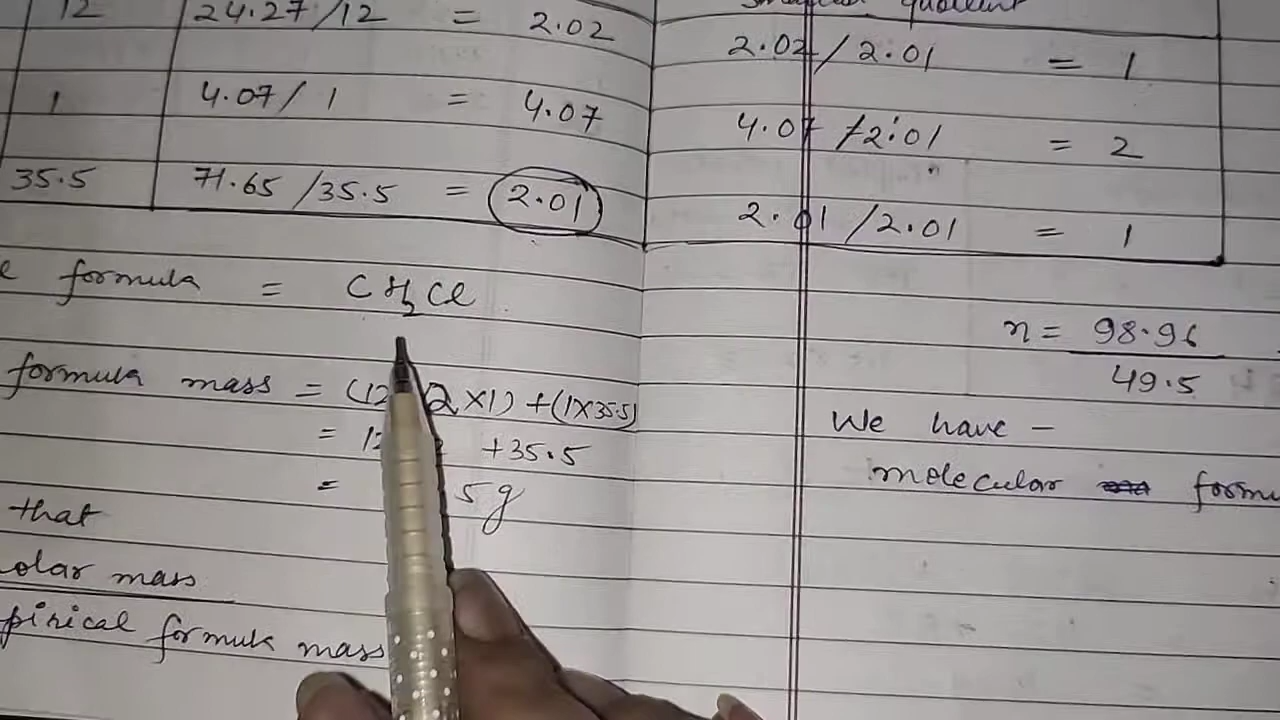 12 24.27/12 = 2.02
1 4.07/1 = 4.07
35.5 71.65/35.5 = 2.01
formula = CH2Cl
formula mass = (12 2×1) + (1×35.5)
= +35.5
= 5g
that
olar mass
pirical formula mass
quotient
2.02/2.01 = 1
4.07/2.01 = 2
2.01/2.01 = 1
n = 98.96
49.5
We have –
molecular formu